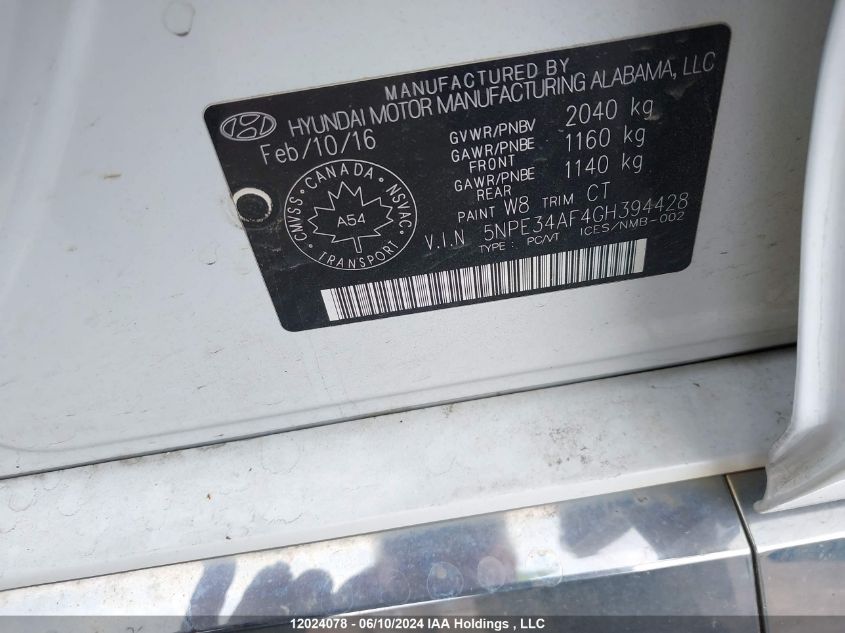 MANUFACTURED BY
HYUNDAI MOTOR MANUFACTURING ALABAMA, LLC
Feb/10/16
GVWR/PNBV 2040 kg
GAWR/PNBE FRONT 1160 kg
GAWR/PNBE REAR 1140 kg
PAINT W8 TRIM CT
V.I.N 5NPE34AF4GH394428
TYPE : PC/VT ICES/NMB-002
CMVSS • CANADA • NSVAC
A54
TRANSPORT
12024078 - 06/10/2024 IAA Holdings , LLC